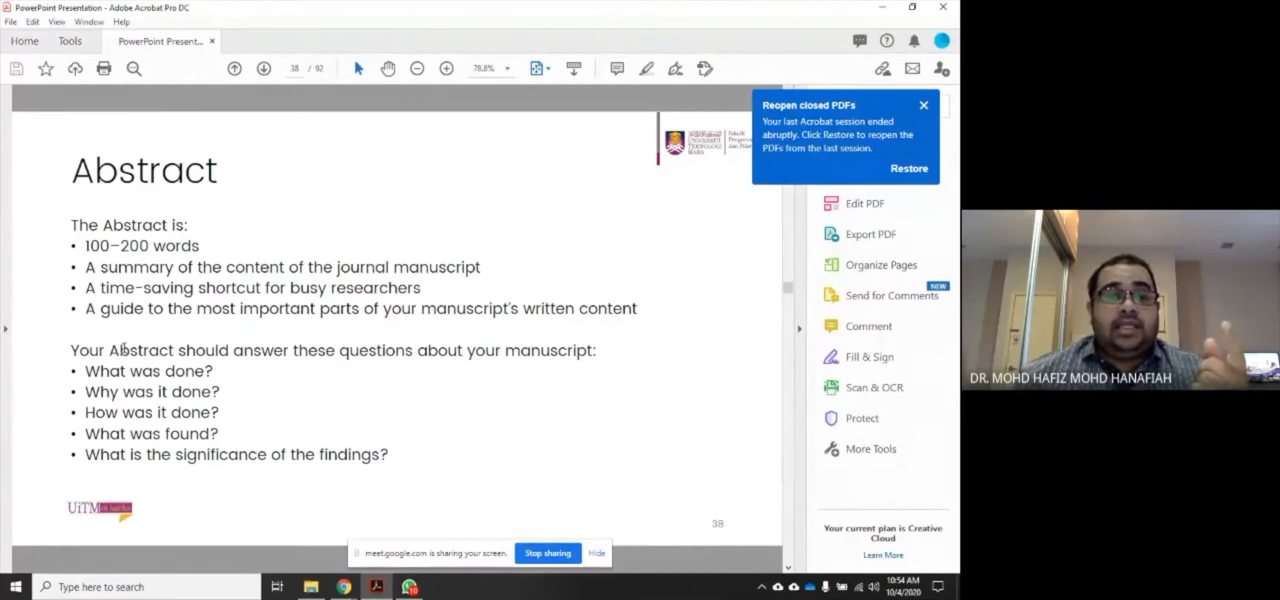 PowerPoint Presentation - Adobe Acrobat Pro DC
File Edit View Window Help
Home Tools PowerPoint Present... ×
38 / 92 78.8%
Reopen closed PDFs
Your last Acrobat session ended
abruptly. Click Restore to reopen the
PDFs from the last session.
Restore
UNIVERSITI
TEKNOLOGI
MARA
Abstract
The Abstract is:
• 100–200 words
• A summary of the content of the journal manuscript
• A time-saving shortcut for busy researchers
• A guide to the most important parts of your manuscript's written content
Your Abstract should answer these questions about your manuscript:
• What was done?
• Why was it done?
• How was it done?
• What was found?
• What is the significance of the findings?
UiTM
38
Edit PDF
Export PDF
Organize Pages
NEW
Send for Comments
Comment
Fill & Sign
Scan & OCR
Protect
More Tools
Your current plan is Creative
Cloud
Learn More
DR. MOHD HAFIZ MOHD HANAFIAH
meet.google.com is sharing your screen. Stop sharing Hide
Type here to search
10:54 AM
10/4/2020